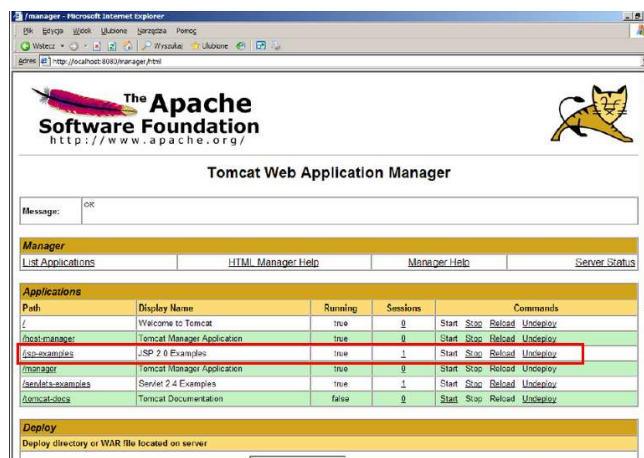 /manager - Microsoft Internet Explorer
Plik Edycja Widok Ulubione Narzędzia Pomoc
Wstecz Wyszukaj Ulubione
Adres http://localhost:8080/manager/html
The Apache
Software Foundation
http://www.apache.org/
Tomcat Web Application Manager
Message: OK
Manager
List Applications HTML Manager Help Manager Help Server Status
Applications
Path Display Name Running Sessions Commands
/ Welcome to Tomcat true 0 Start Stop Reload Undeploy
/host-manager Tomcat Manager Application true 0 Start Stop Reload Undeploy
/jsp-examples JSP 2.0 Examples true 1 Start Stop Reload Undeploy
/manager Tomcat Manager Application true 0 Start Stop Reload Undeploy
/servlets-examples Servlet 2.4 Examples true 1 Start Stop Reload Undeploy
/tomcat-docs Tomcat Documentation false 0 Start Stop Reload Undeploy
Deploy
Deploy directory or WAR file located on server